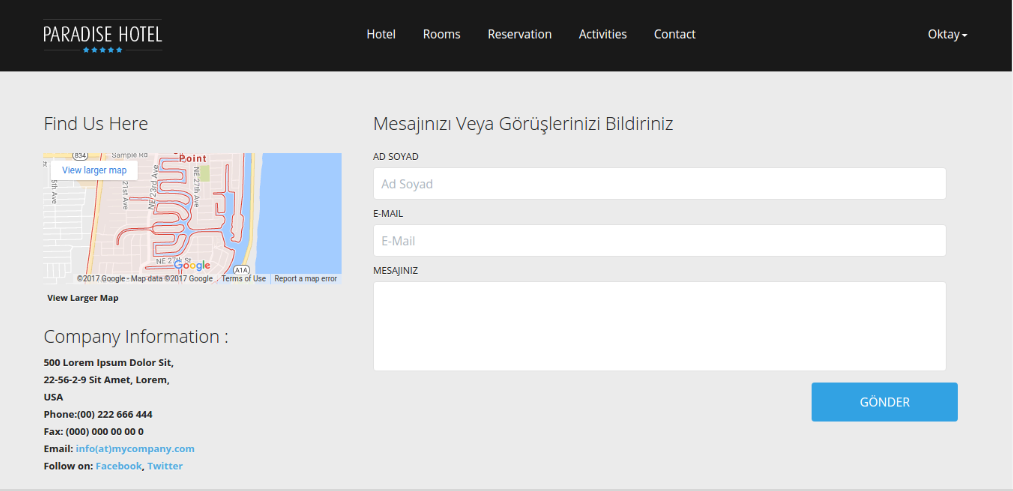 PARADISE HOTEL
Hotel Rooms Reservation Activities Contact
Oktay
Find Us Here
834
Sample Rd
Point
View larger map
5th Ave
21st Ave
NE 23rd Ave
NE 27th Ave
NE 27th St
A1A
Google
©2017 Google - Map data ©2017 Google
Terms of Use
Report a map error
View Larger Map
Company Information :
500 Lorem Ipsum Dolor Sit,
22-56-2-9 Sit Amet, Lorem,
USA
Phone:(00) 222 666 444
Fax: (000) 000 00 00 0
Email: info(at)mycompany.com
Follow on: Facebook, Twitter
Mesajınızı Veya Görüşlerinizi Bildiriniz
AD SOYAD
Ad Soyad
E-MAIL
E-Mail
MESAJINIZ
GÖNDER